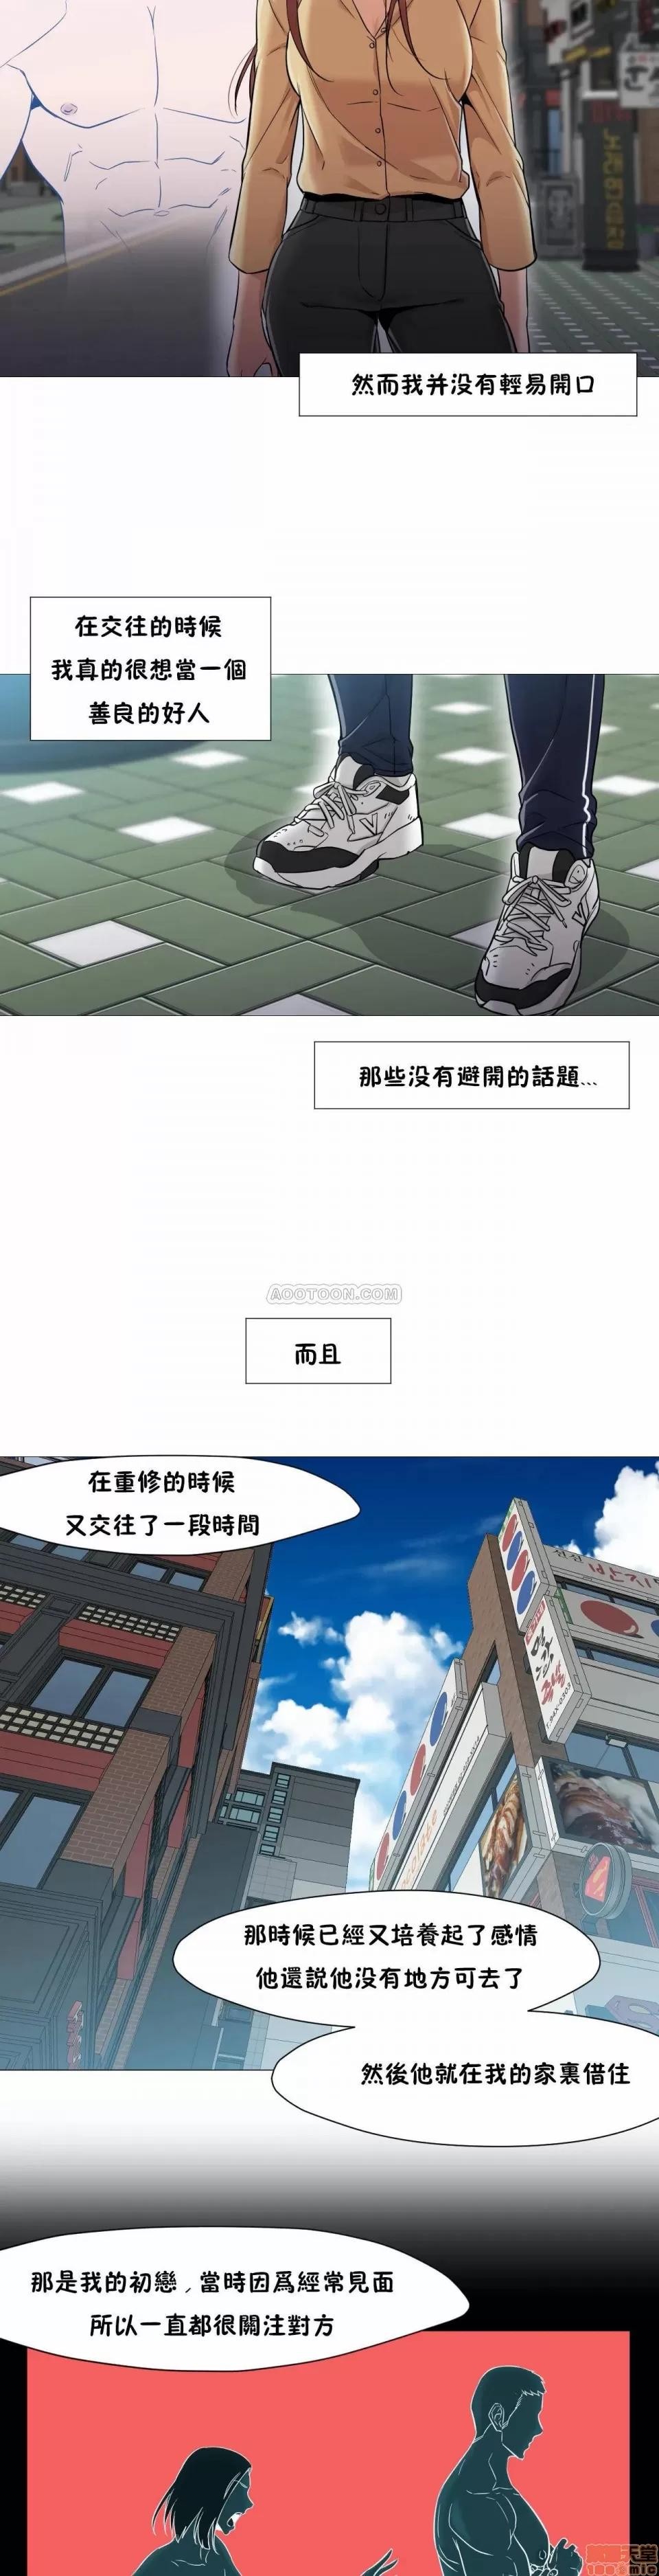 노래연습장
然而我并没有輕易開口
在交往的時候
我真的很想當一個
善良的好人
那些没有避開的話題...
AOOTOON.COM
而且
在重修的時候
又交往了一段時間
那時候已經又培養起了感情
他還説他没有地方可去了
然後他就在我的家裏借住
那是我的初戀，當時因爲經常見面
所以一直都很關注對方